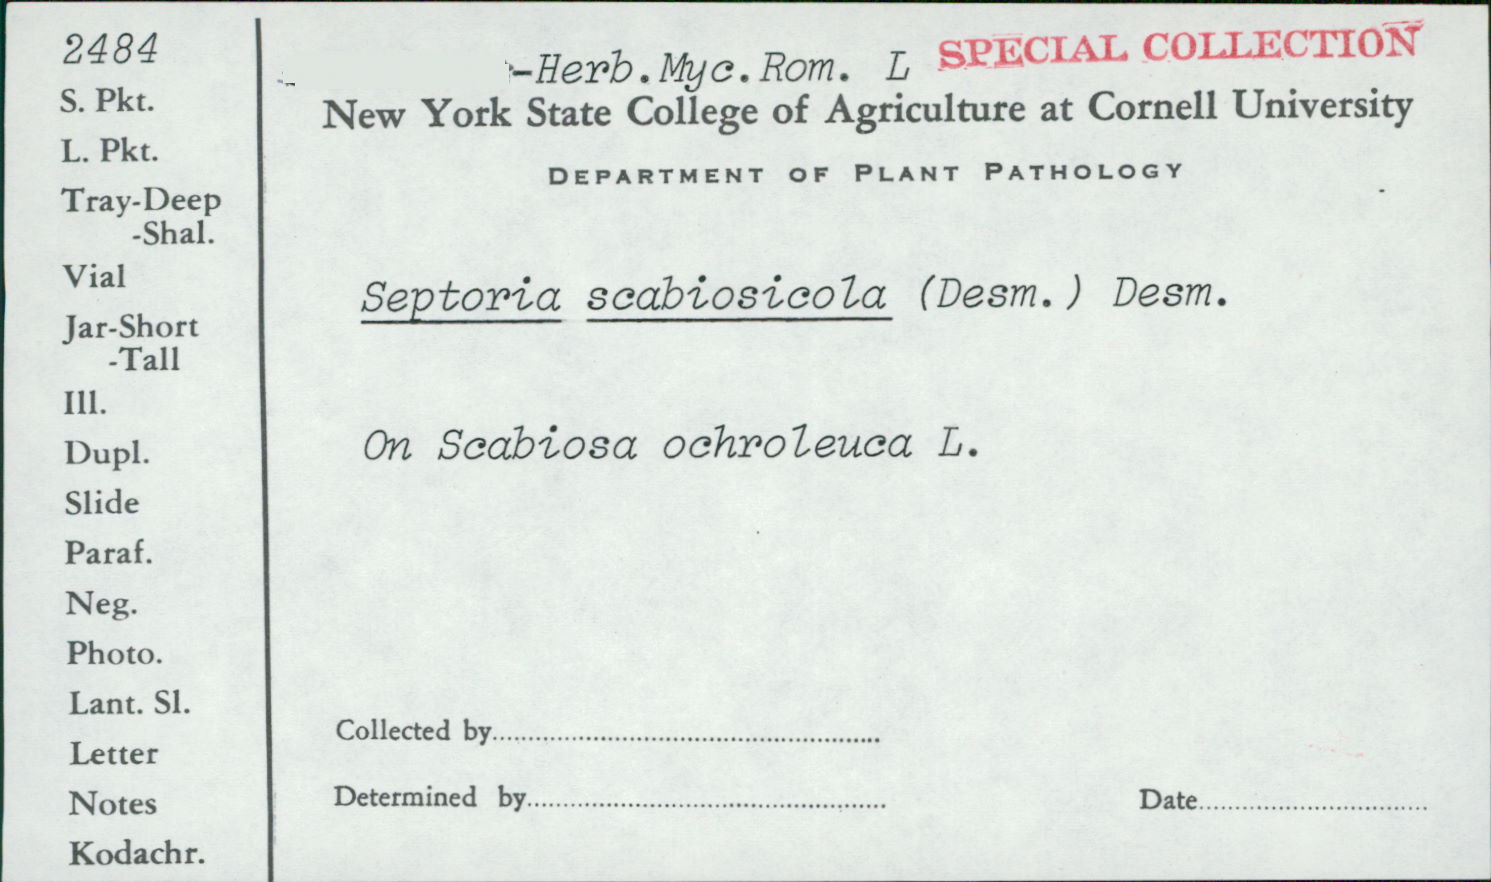 2484
S. Pkt.
L. Pkt.
Tray-Deep
-Shal.
Vial
Jar-Short
-Tall
Ill.
Dupl.
Slide
Paraf.
Neg.
Photo.
Lant. Sl.
Letter
Notes
Kodachr.
-Herb.Myc.Rom. L SPECIAL COLLECTION
New York State College of Agriculture at Cornell University
DEPARTMENT OF PLANT PATHOLOGY
Septoria scabiosicola (Desm.) Desm.
On Scabiosa ochroleuca L.
Collected by
Determined by
Date